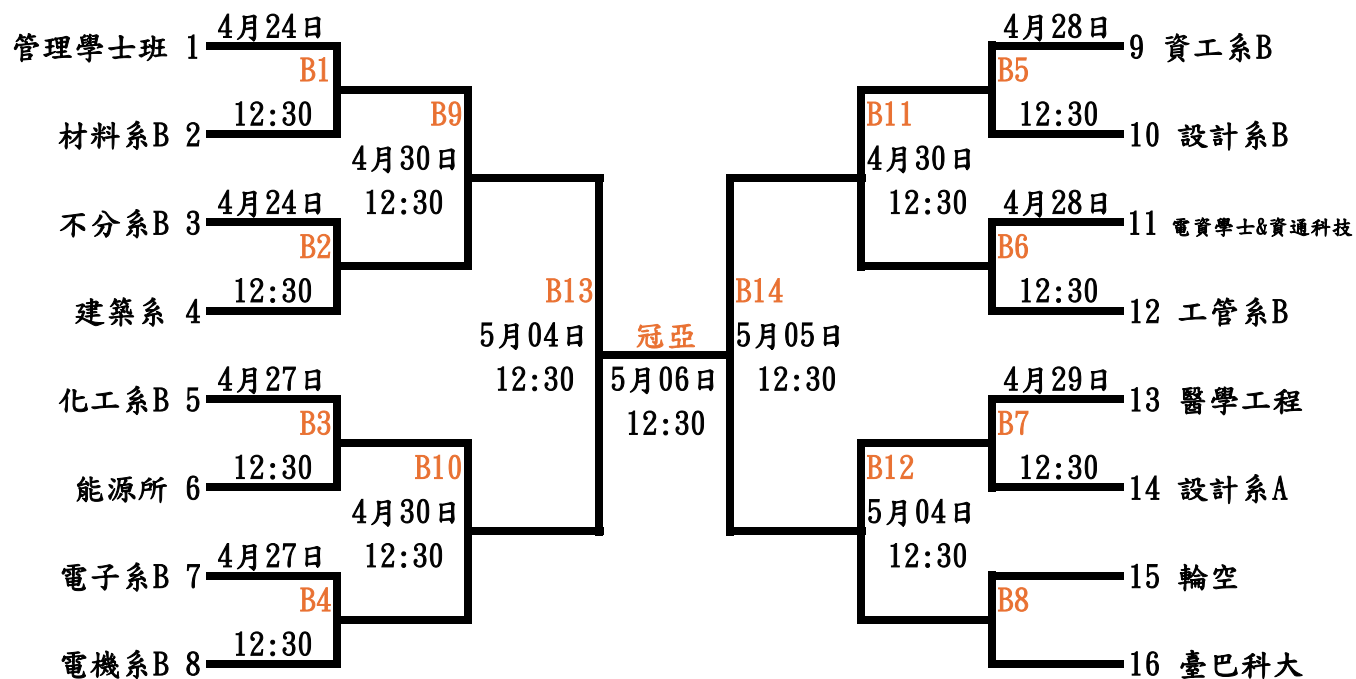 4月24日
管理學士班 1
B1
12:30
材料系B 2
B9
4月30日
12:30
4月24日
不分系B 3
B2
12:30
建築系 4
B13
5月04日
12:30
4月27日
化工系B 5
B3
12:30
能源所 6
B10
4月30日
12:30
4月27日
電子系B 7
B4
12:30
電機系B 8
冠亞
5月06日
12:30
4月28日
9 資工系B
B5
12:30
10 設計系B
B11
4月30日
12:30
4月28日
11 電資學士&資通科技
B6
12:30
12 工管系B
B14
5月05日
12:30
4月29日
13 醫學工程
B7
12:30
14 設計系A
B12
5月04日
12:30
15 輪空
B8
16 臺巴科大